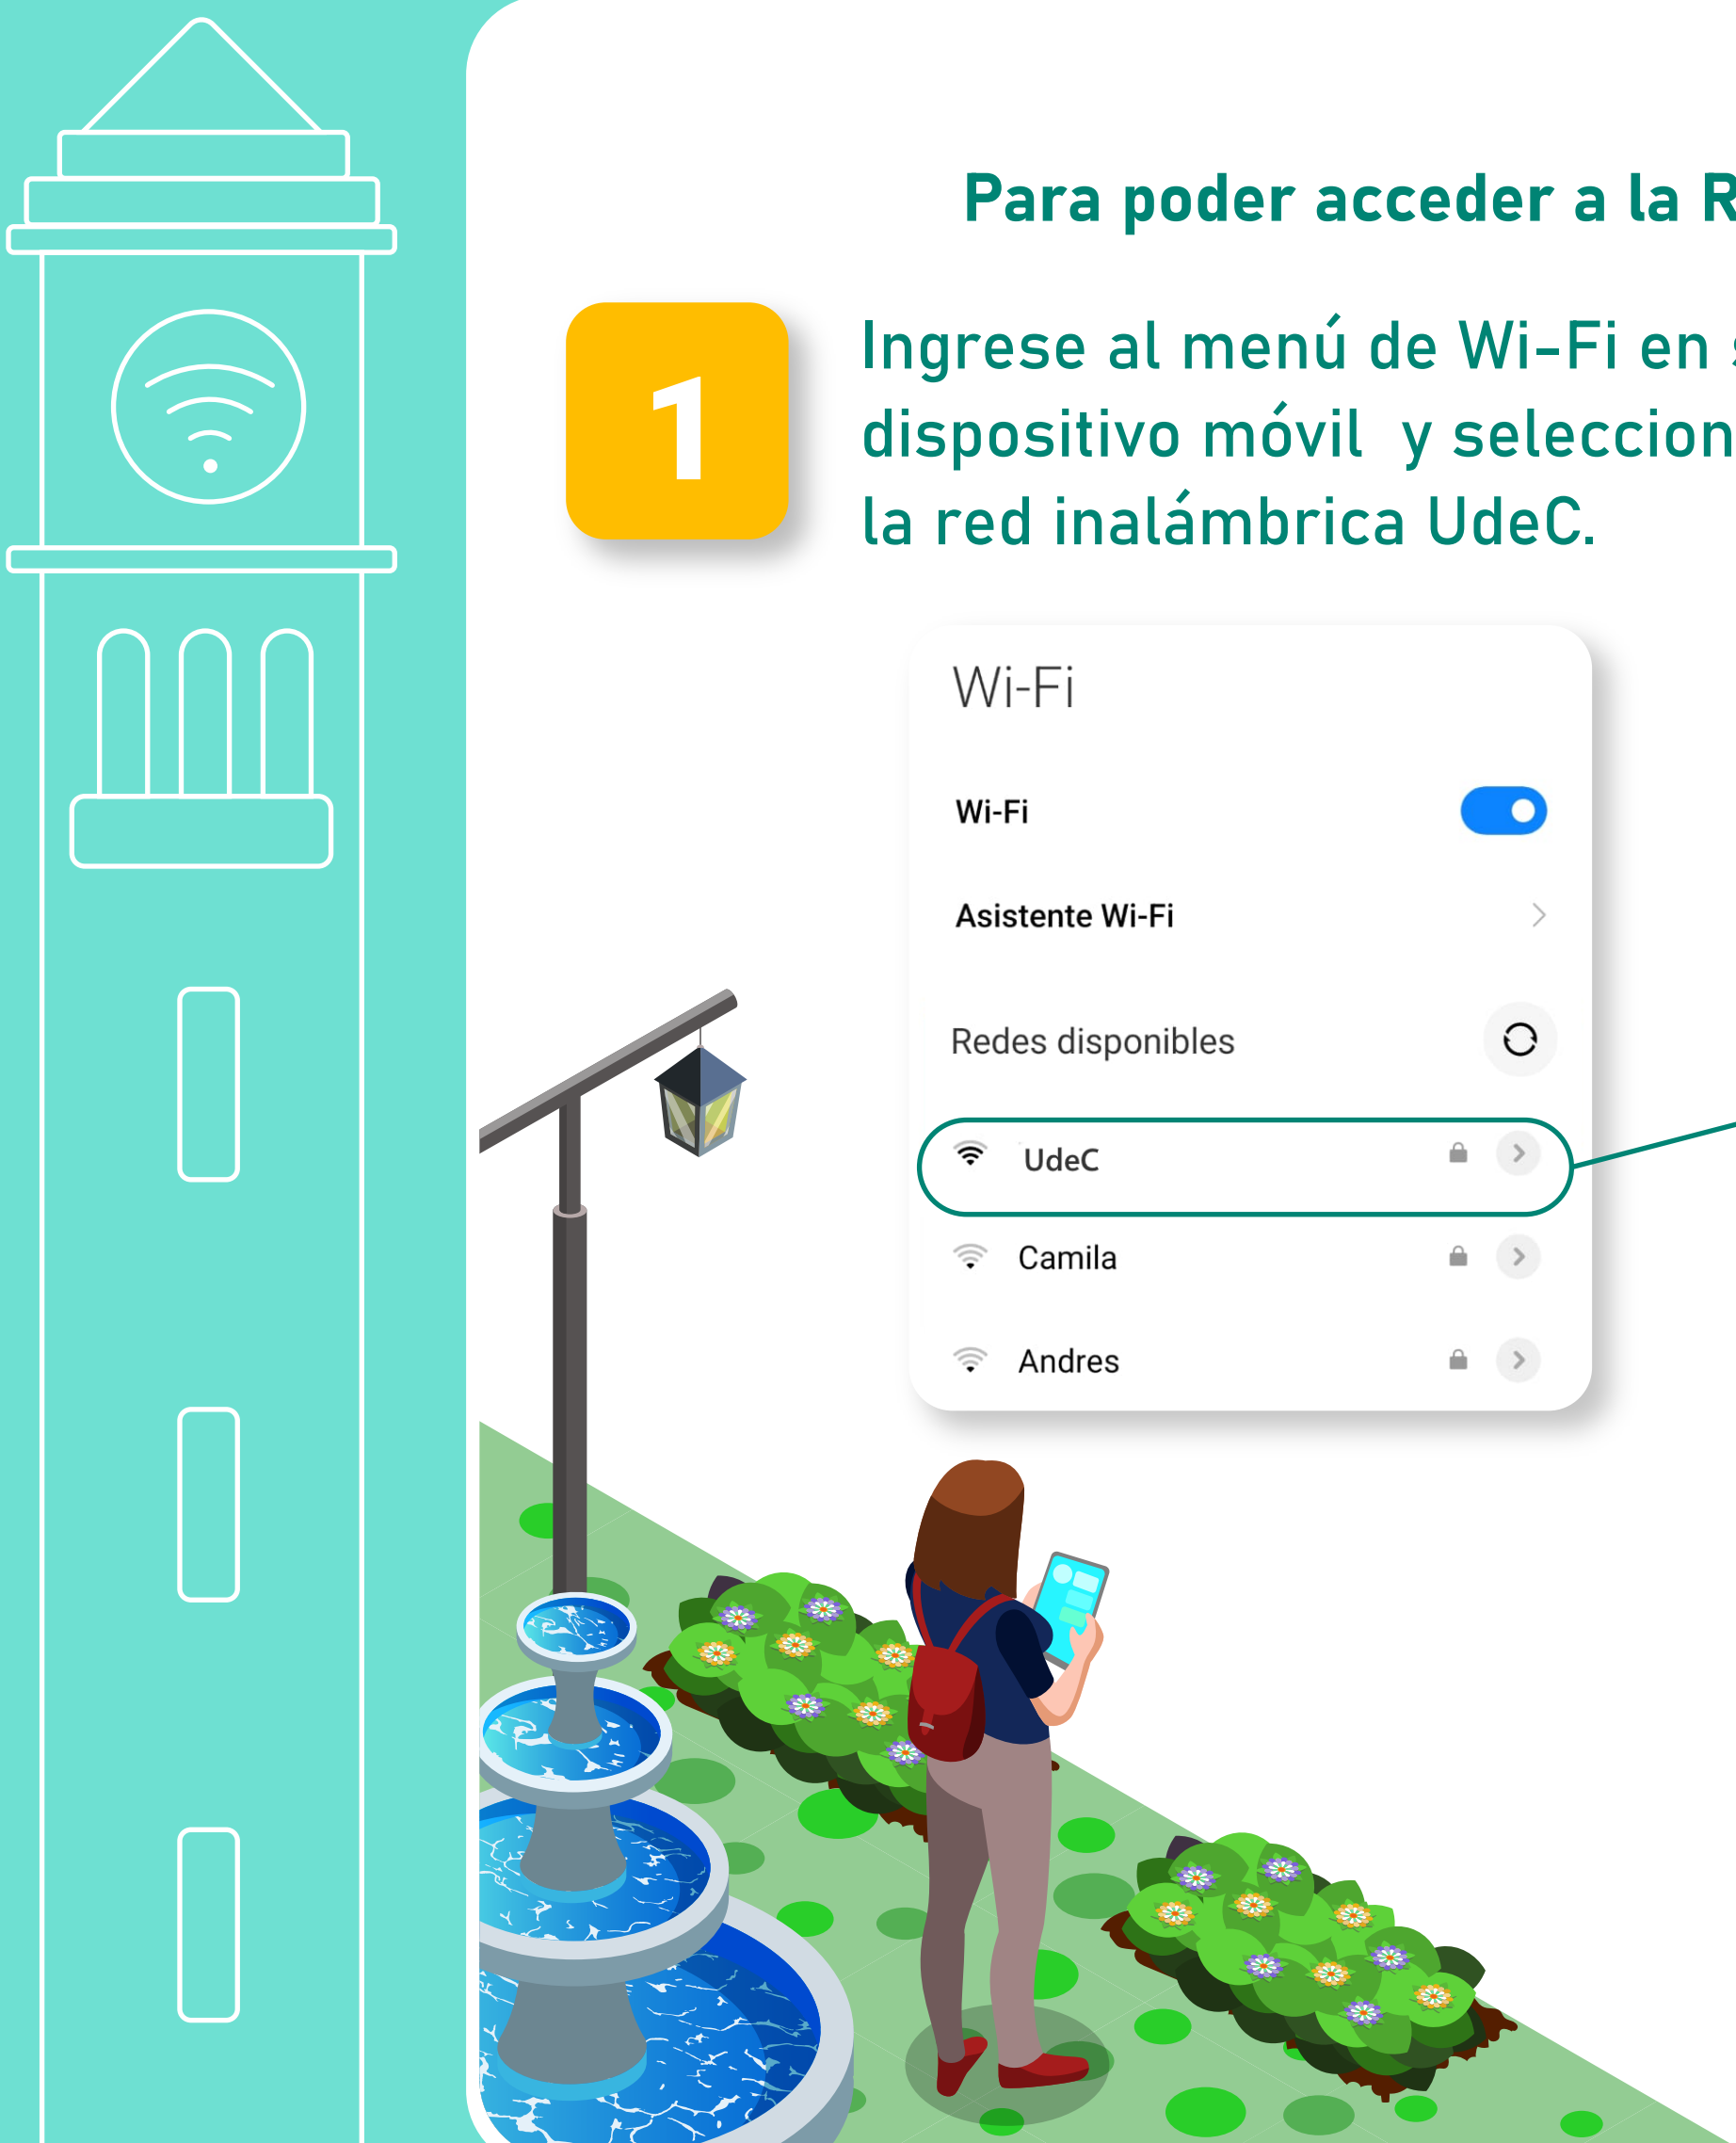 Para poder acceder a la R
1
Ingrese al menú de Wi-Fi en s
dispositivo móvil y seleccion
la red inalámbrica UdeC.
Wi-Fi
Wi-Fi
Asistente Wi-Fi
Redes disponibles
UdeC
Camila
Andres